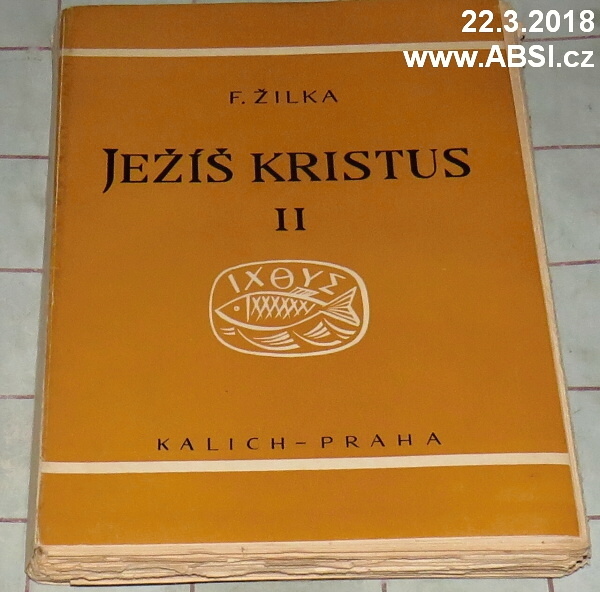 22.3.2018
www.ABSI.cz
F. ŽILKA
JEŽÍŠ KRISTUS
II
ΙΧΘΥΣ
KALICH–PRAHA